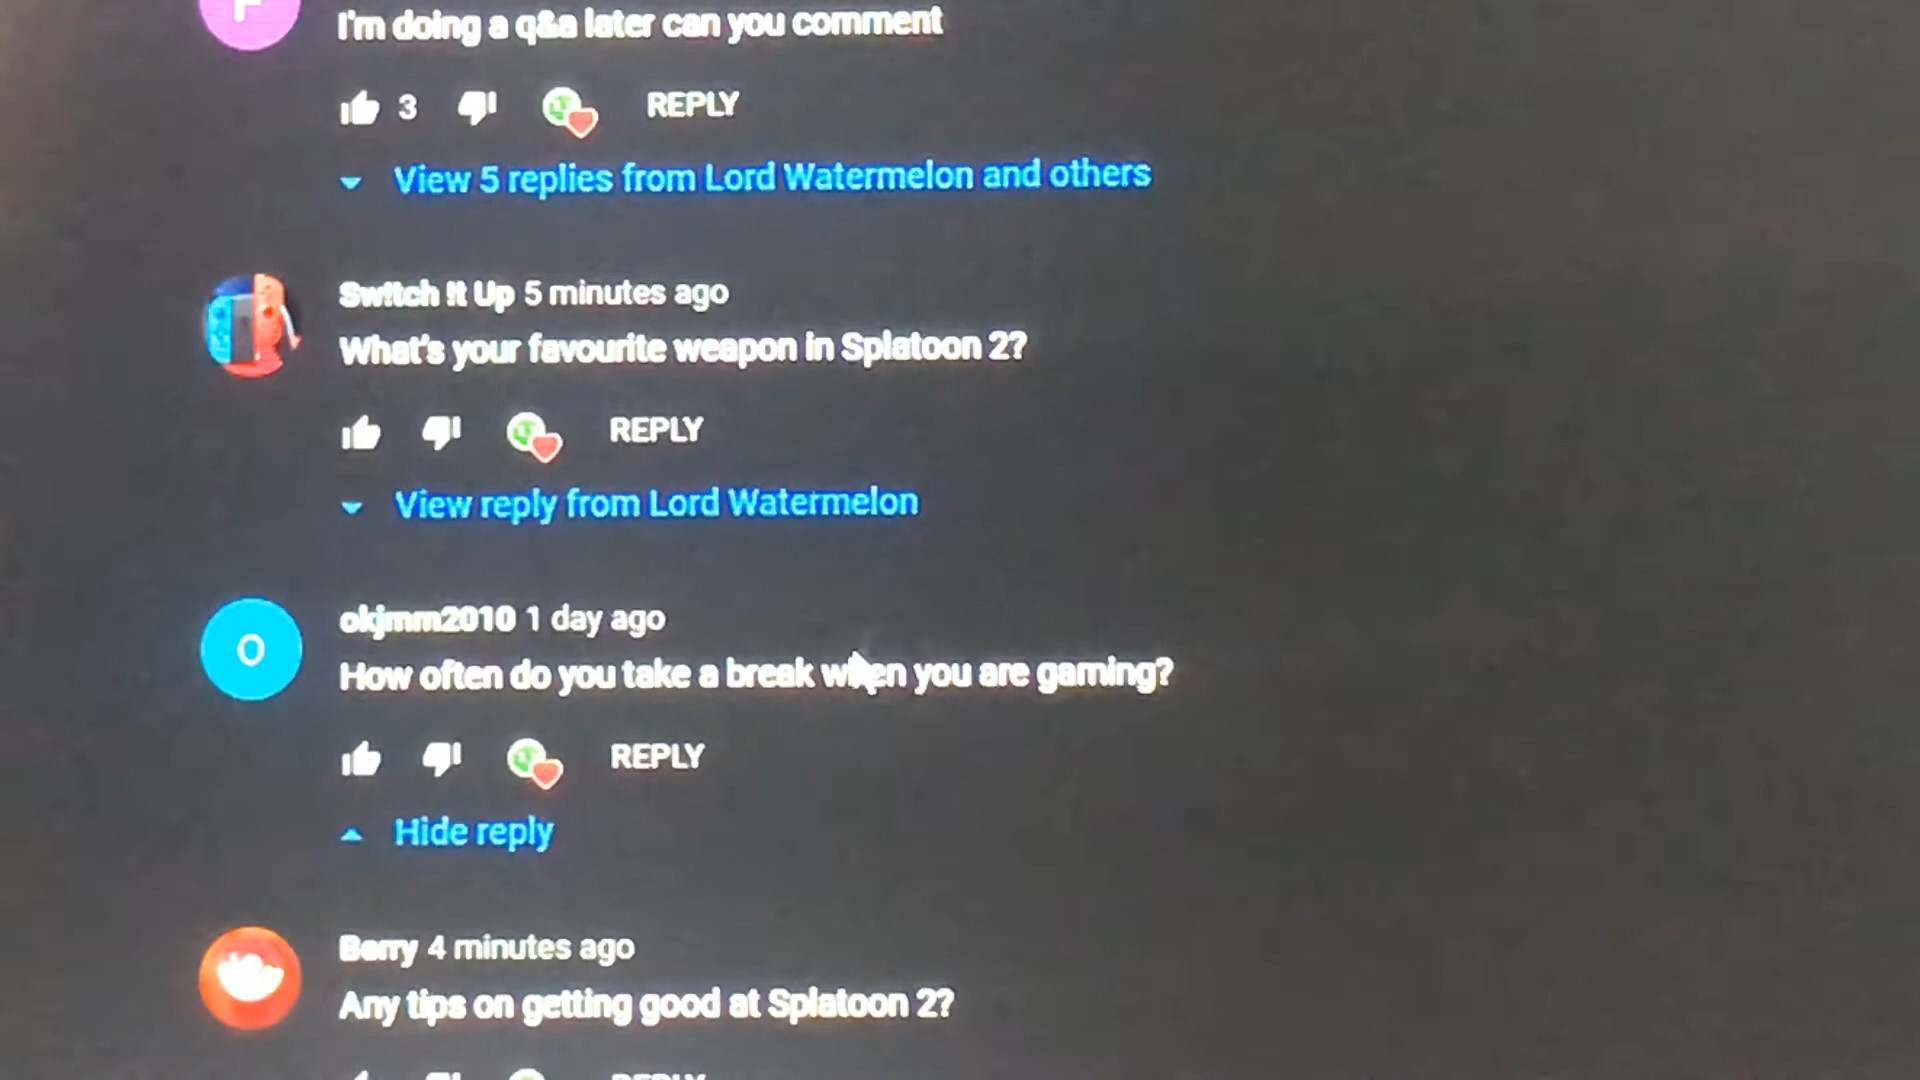 I'm doing a q&a later can you comment
3 REPLY
View 5 replies from Lord Watermelon and others
Sw!tch !t Up 5 minutes ago
What's your favourite weapon in Splatoon 2?
REPLY
View reply from Lord Watermelon
okjmm2010 1 day ago
O
How often do you take a break when you are gaming?
REPLY
Hide reply
Berry 4 minutes ago
Any tips on getting good at Splatoon 2?
REPLY